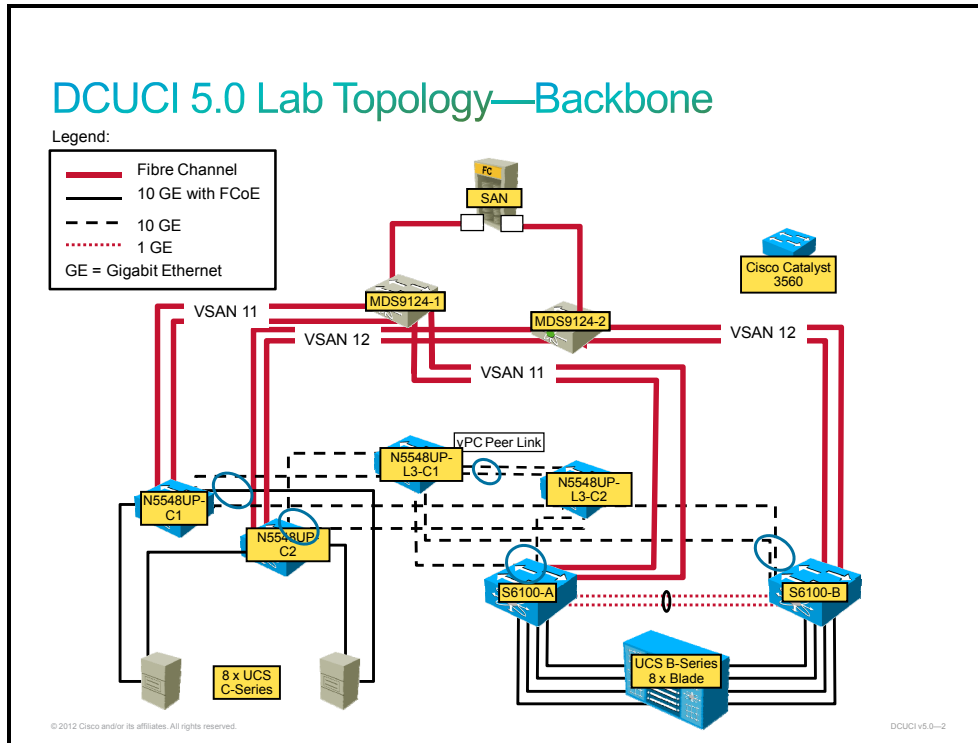 DCUCI 5.0 Lab Topology—Backbone
Legend:
Fibre Channel
10 GE with FCoE
10 GE
1 GE
GE = Gigabit Ethernet
FC
SAN
Cisco Catalyst
3560
MDS9124-1
MDS9124-2
VSAN 11
VSAN 12
VSAN 12
VSAN 11
vPC Peer Link
N5548UP-
L3-C1
N5548UP-
L3-C2
N5548UP-
C1
N5548UP-
C2
S6100-A
S6100-B
8 x UCS
C-Series
UCS B-Series
8 x Blade
© 2012 Cisco and/or its affiliates. All rights reserved.
DCUCI v5.0—2